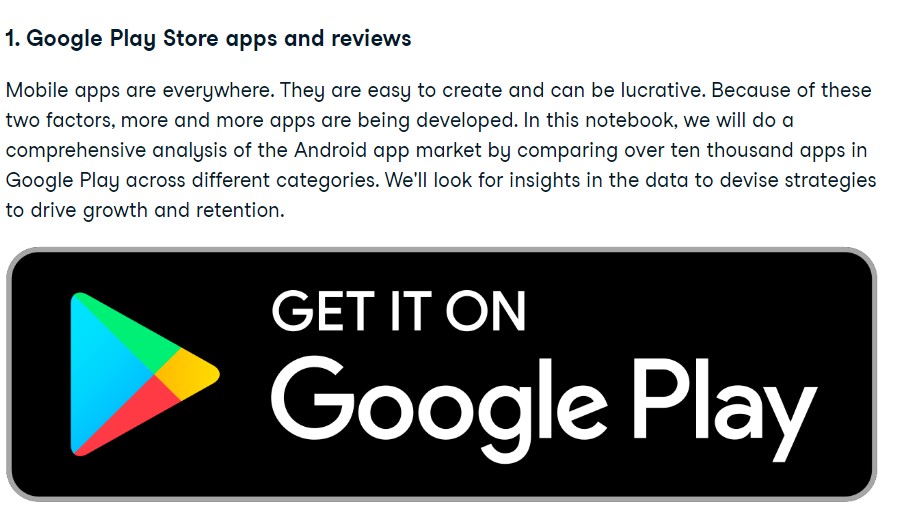 1. Google Play Store apps and reviews
Mobile apps are everywhere. They are easy to create and can be lucrative. Because of these
two factors, more and more apps are being developed. In this notebook, we will do a
comprehensive analysis of the Android app market by comparing over ten thousand apps in
Google Play across different categories. We'll look for insights in the data to devise strategies
to drive growth and retention.
GET IT ON
Google Play